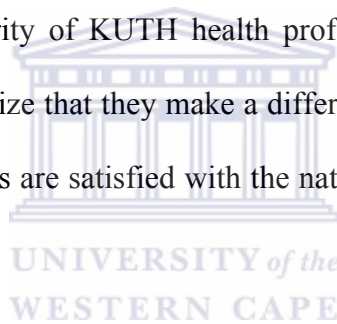 rity of KUTH health prof
ize that they make a differ
s are satisfied with the nat
UNIVERSITY of the
WESTERN CAPE